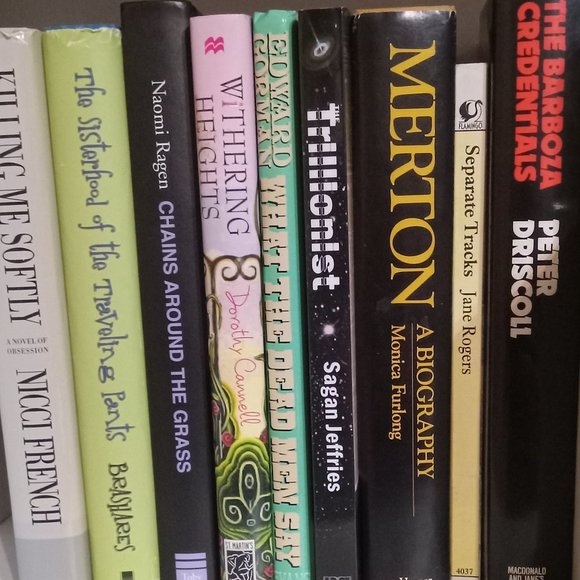 KILLING ME SOFTLY
A NOVEL OF
OBSESSION
NICCI FRENCH
The Sisterhood of the Traveling Pants
BRASHARES
Naomi Ragen
CHAINS AROUND THE GRASS
WiTHERING
HEIGHTS
Dorothy Cannell
ST. MARTIN'S
EDWARD
GORMAN
WHAT THE DEAD MEN SAY
THE
Trillionist
Sagan Jeffries
MERTON
A BIOGRAPHY
Monica Furlong
FLAMINGO
Separate Tracks
Jane Rogers
4037
THE BARBOZA
CREDENTIALS
PETER
DRISCOLL
MACDONALD
AND JANE'S